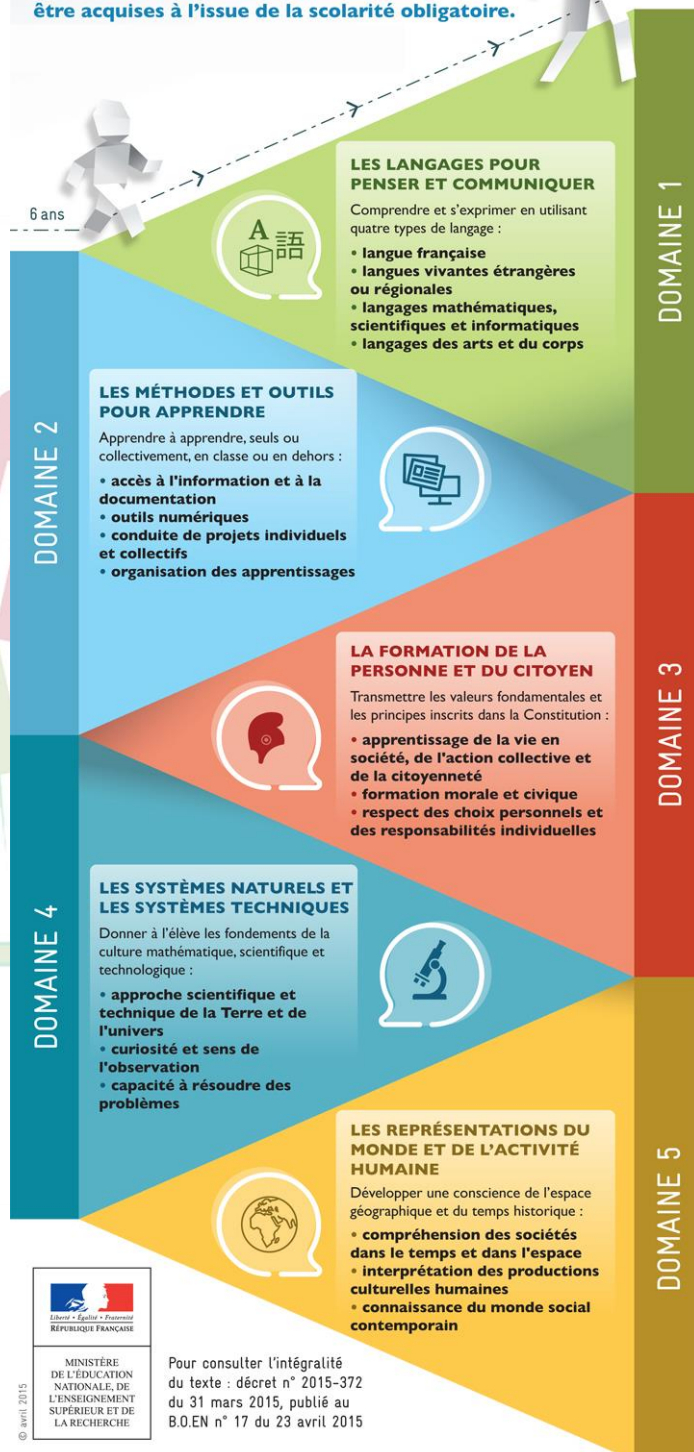 être acquises à l’issue de la scolarité obligatoire.
6 ans
DOMAINE 1
LES LANGAGES POUR
PENSER ET COMMUNIQUER
Comprendre et s’exprimer en utilisant
quatre types de langage :
• langue française
• langues vivantes étrangères
ou régionales
• langages mathématiques,
scientifiques et informatiques
• langages des arts et du corps
A 語
DOMAINE 2
LES MÉTHODES ET OUTILS
POUR APPRENDRE
Apprendre à apprendre, seuls ou
collectivement, en classe ou en dehors :
• accès à l'information et à la
documentation
• outils numériques
• conduite de projets individuels
et collectifs
• organisation des apprentissages
DOMAINE 3
LA FORMATION DE LA
PERSONNE ET DU CITOYEN
Transmettre les valeurs fondamentales et
les principes inscrits dans la Constitution :
• apprentissage de la vie en
société, de l'action collective et
de la citoyenneté
• formation morale et civique
• respect des choix personnels et
des responsabilités individuelles
DOMAINE 4
LES SYSTÈMES NATURELS ET
LES SYSTÈMES TECHNIQUES
Donner à l'élève les fondements de la
culture mathématique, scientifique et
technologique :
• approche scientifique et
technique de la Terre et de
l'univers
• curiosité et sens de
l'observation
• capacité à résoudre des
problèmes
DOMAINE 5
LES REPRÉSENTATIONS DU
MONDE ET DE L’ACTIVITÉ
HUMAINE
Développer une conscience de l’espace
géographique et du temps historique :
• compréhension des sociétés
dans le temps et dans l'espace
• interprétation des productions
culturelles humaines
• connaissance du monde social
contemporain
Liberté • Égalité • Fraternité
RÉPUBLIQUE FRANÇAISE
MINISTÈRE
DE L'ÉDUCATION
NATIONALE, DE
L'ENSEIGNEMENT
SUPÉRIEUR ET DE
LA RECHERCHE
© avril 2015
Pour consulter l’intégralité
du texte : décret n° 2015-372
du 31 mars 2015, publié au
B.O.EN n° 17 du 23 avril 2015